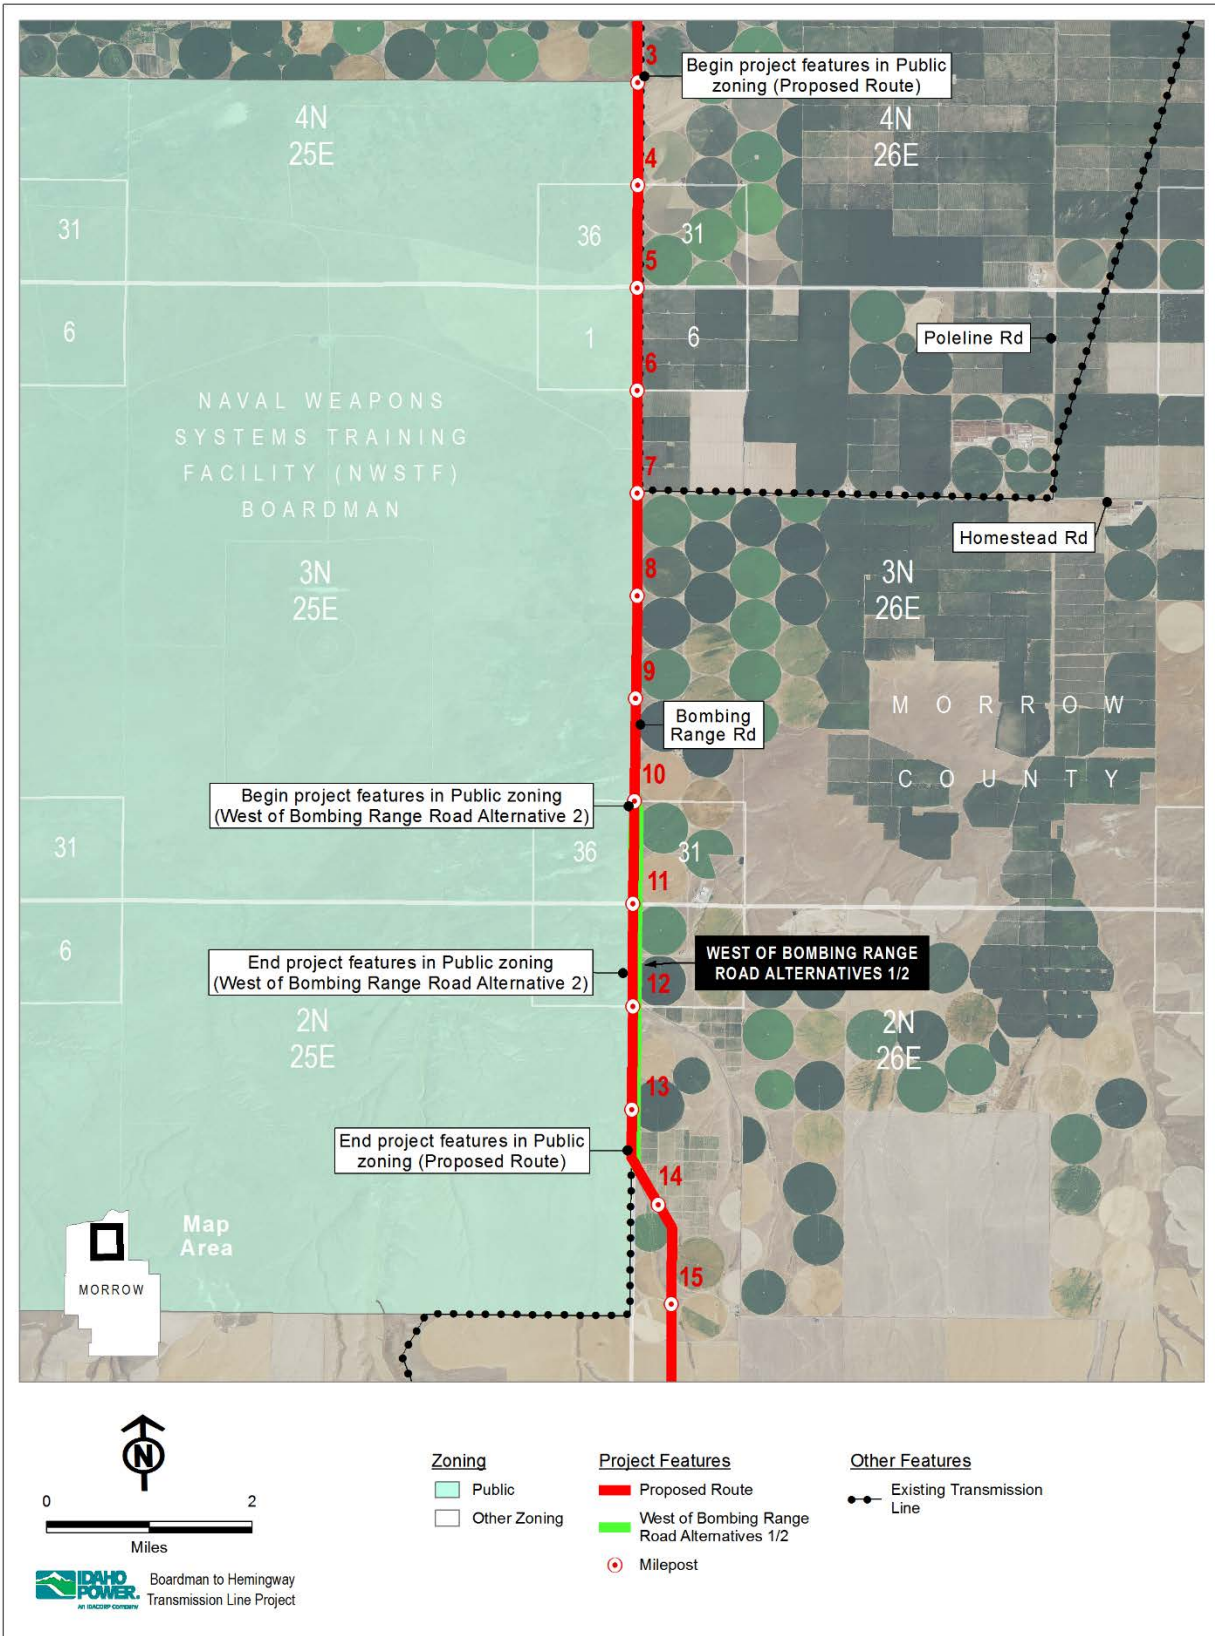 3
Begin project features in Public
zoning (Proposed Route)
4N
25E
4N
26E
4
31
36
31
5
6
1
6
Poleline Rd
6
NAVAL WEAPONS
SYSTEMS TRAINING
FACILITY (NWSTF)
BOARDMAN
7
Homestead Rd
3N
25E
8
3N
26E
9
MORROW
COUNTY
Bombing
Range Rd
10
Begin project features in Public zoning
(West of Bombing Range Road Alternative 2)
31
36
31
11
6
End project features in Public zoning
(West of Bombing Range Road Alternative 2)
12
WEST OF BOMBING RANGE
ROAD ALTERNATIVES 1/2
2N
25E
2N
26E
13
End project features in Public
zoning (Proposed Route)
14
Map
Area
MORROW
15
N
0 2
Miles
IDAHO
POWER.
An IDACORP Company
Boardman to Hemingway
Transmission Line Project
Zoning
Public
Other Zoning
Project Features
Proposed Route
West of Bombing Range
Road Alternatives 1/2
Milepost
Other Features
Existing Transmission
Line